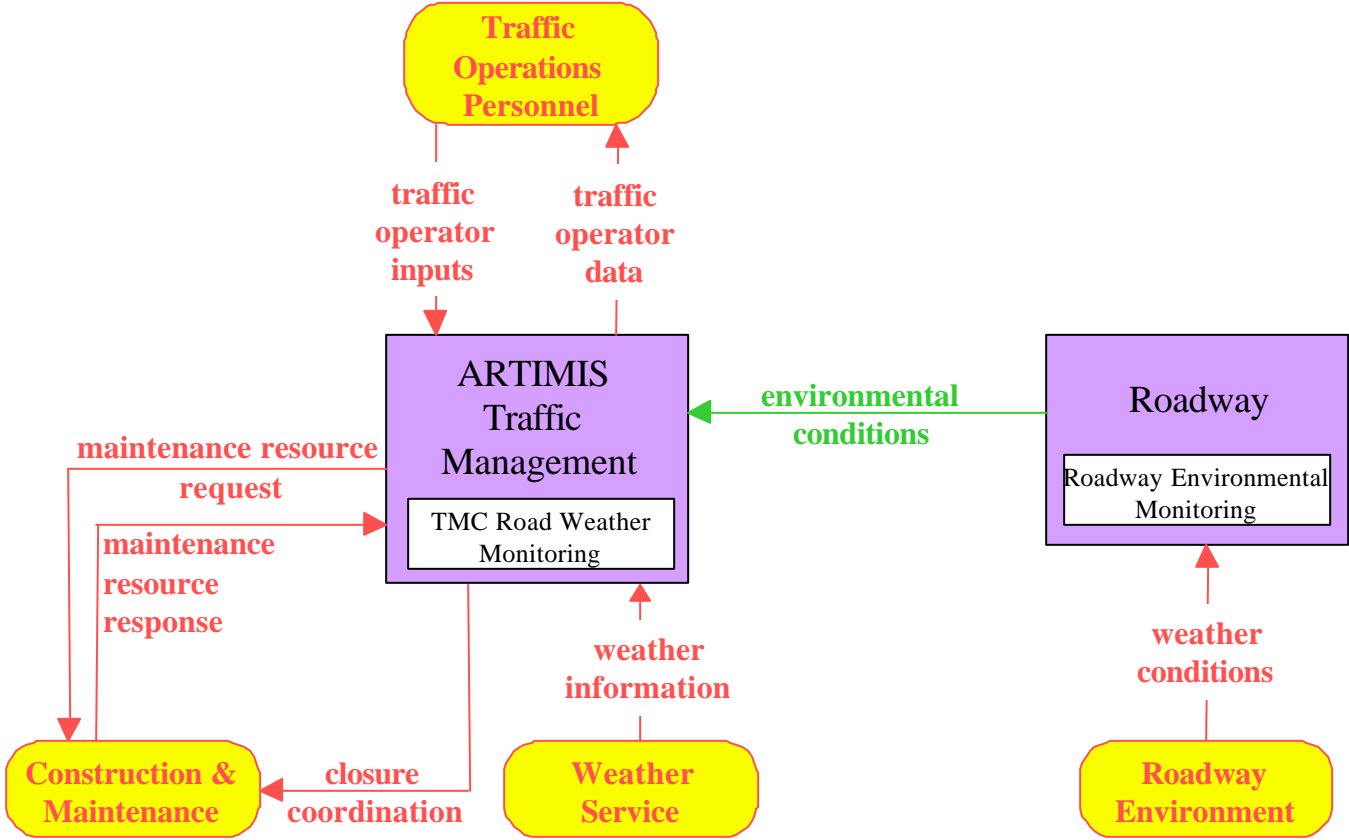 Traffic
Operations
Personnel
traffic
operator
inputs
traffic
operator
data
ARTIMIS
Traffic
Management
TMC Road Weather
Monitoring
environmental
conditions
Roadway
Roadway Environmental
Monitoring
maintenance resource
request
maintenance
resource
response
weather
information
weather
conditions
Construction &
Maintenance
closure
coordination
Weather
Service
Roadway
Environment